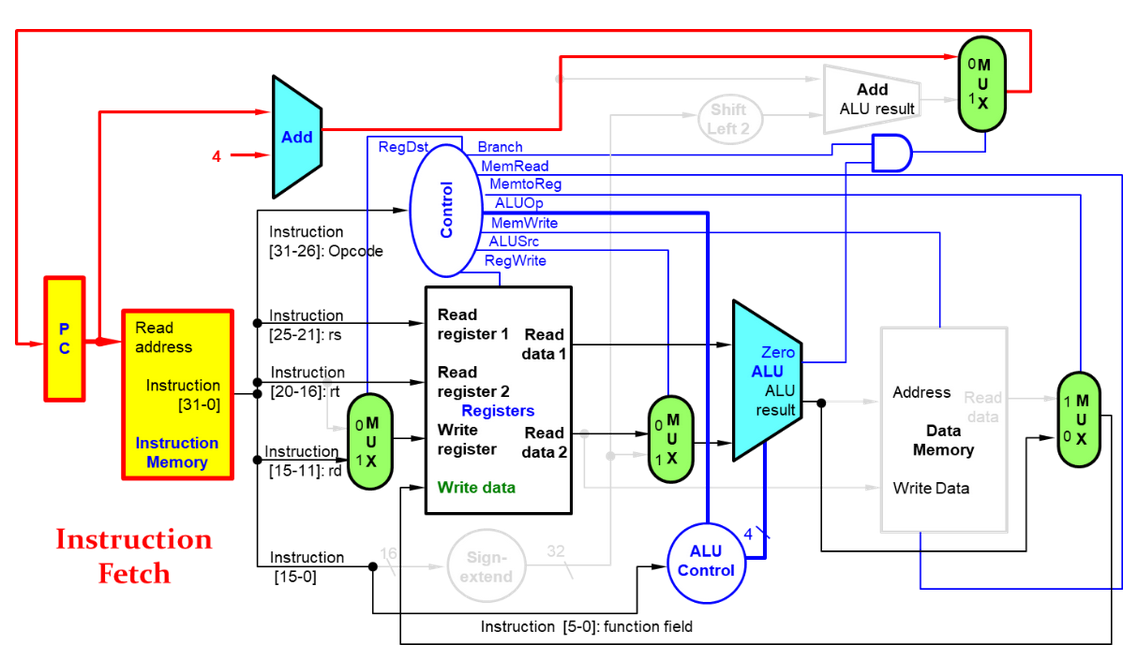 0 M
U
1 X
Add
ALU result
Shift
Left 2
Add
4
RegDst
Branch
MemRead
MemtoReg
ALUOp
MemWrite
ALUSrc
RegWrite
Control
Instruction
[31-26]: Opcode
P
C
Read
address
Instruction
[31-0]
Instruction
Memory
Instruction
[25-21]: rs
Instruction
[20-16]: rt
Instruction
[15-11]: rd
0 M
U
1 X
Read
register 1
Read
data 1
Read
register 2
Registers
Write
register
Read
data 2
Write data
0 M
U
1 X
Zero
ALU
ALU
result
Address
Read
data
Data
Memory
Write Data
1 M
U
0 X
Instruction
Fetch
Instruction
[15-0]
16
Sign-
extend
32
ALU
Control
4
Instruction [5-0]: function field